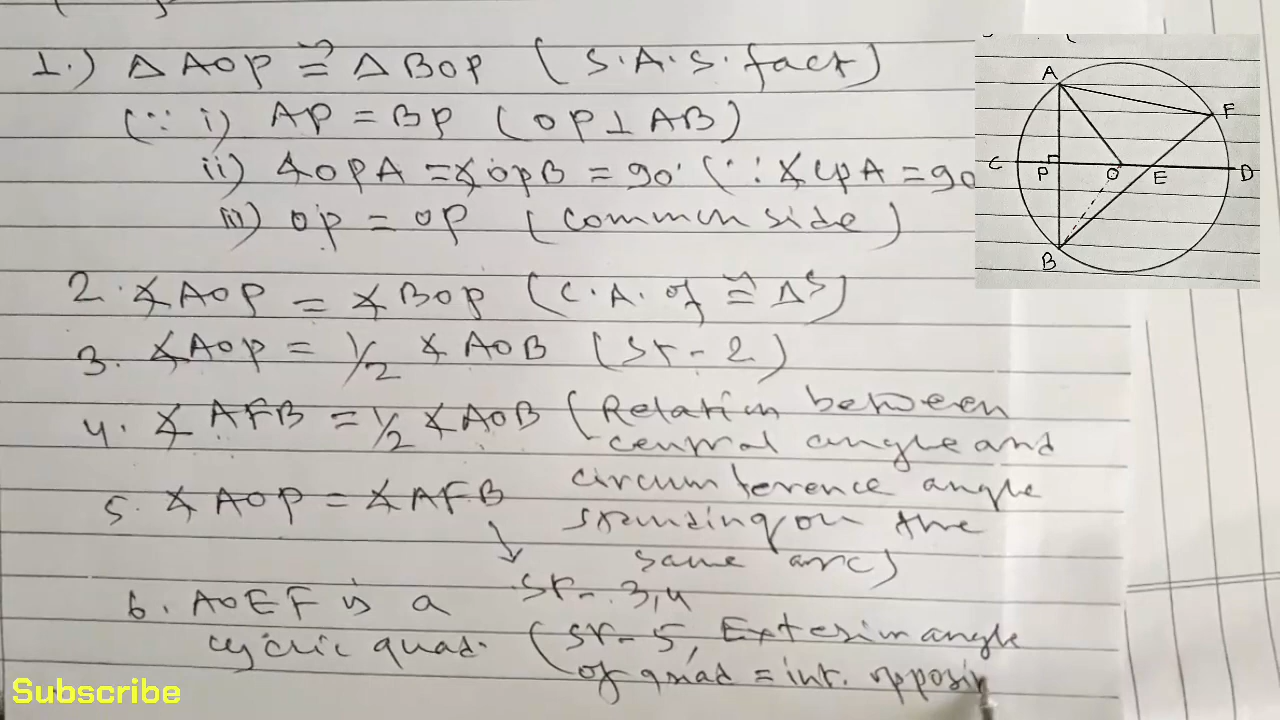 1.) △AOP ≅ △BOP (S.A.S. fact)
(∵ i) AP = BP (OP⊥AB)
ii) ∡OPA = ∡OPB = 90° (∵ ∡CPA = 90
iii) OP = OP (Common side)
2. ∡AOP = ∡BOP (C.A. of ≅ △s)
3. ∡AOP = 1/2 ∡AOB (Sr-2)
4. ∡AFB = 1/2 ∡AOB (Relation between
central angle and
circumference angle
standing on the
same arc)
5. ∡AOP = ∡AFB
Sr-3,4
6. AOEF is a
cyclic quad. (Sr-5, Exterior angle
of quad = int. opposi
A
F
C
P
O
E
D
B
Subscribe